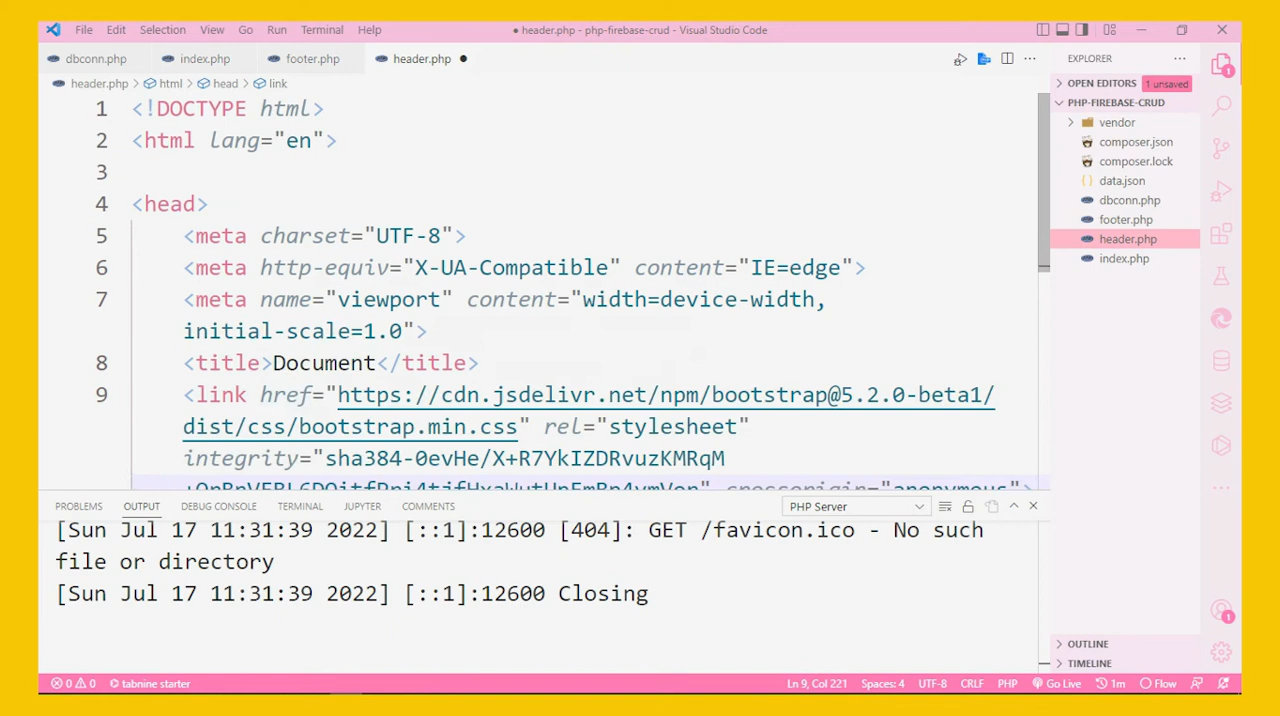 File Edit Selection View Go Run Terminal Help
● header.php - php-firebase-crud - Visual Studio Code
dbconn.php index.php footer.php header.php ●
header.php > html > head > link
1 <!DOCTYPE html>
2 <html lang="en">
3
4 <head>
5 <meta charset="UTF-8">
6 <meta http-equiv="X-UA-Compatible" content="IE=edge">
7 <meta name="viewport" content="width=device-width,
initial-scale=1.0">
8 <title>Document</title>
9 <link href="https://cdn.jsdelivr.net/npm/bootstrap@5.2.0-beta1/
dist/css/bootstrap.min.css" rel="stylesheet"
integrity="sha384-0evHe/X+R7YkIZDRvuzKMRqM
crossorigin="anonymous">
PROBLEMS OUTPUT DEBUG CONSOLE TERMINAL JUPYTER COMMENTS
PHP Server
[Sun Jul 17 11:31:39 2022] [::1]:12600 [404]: GET /favicon.ico - No such
file or directory
[Sun Jul 17 11:31:39 2022] [::1]:12600 Closing
EXPLORER
OPEN EDITORS 1 unsaved
PHP-FIREBASE-CRUD
vendor
composer.json
composer.lock
data.json
dbconn.php
footer.php
header.php
index.php
OUTLINE
TIMELINE
1
1
0 0 tabnine starter
Ln 9, Col 221 Spaces: 4 UTF-8 CRLF PHP Go Live 1m Flow